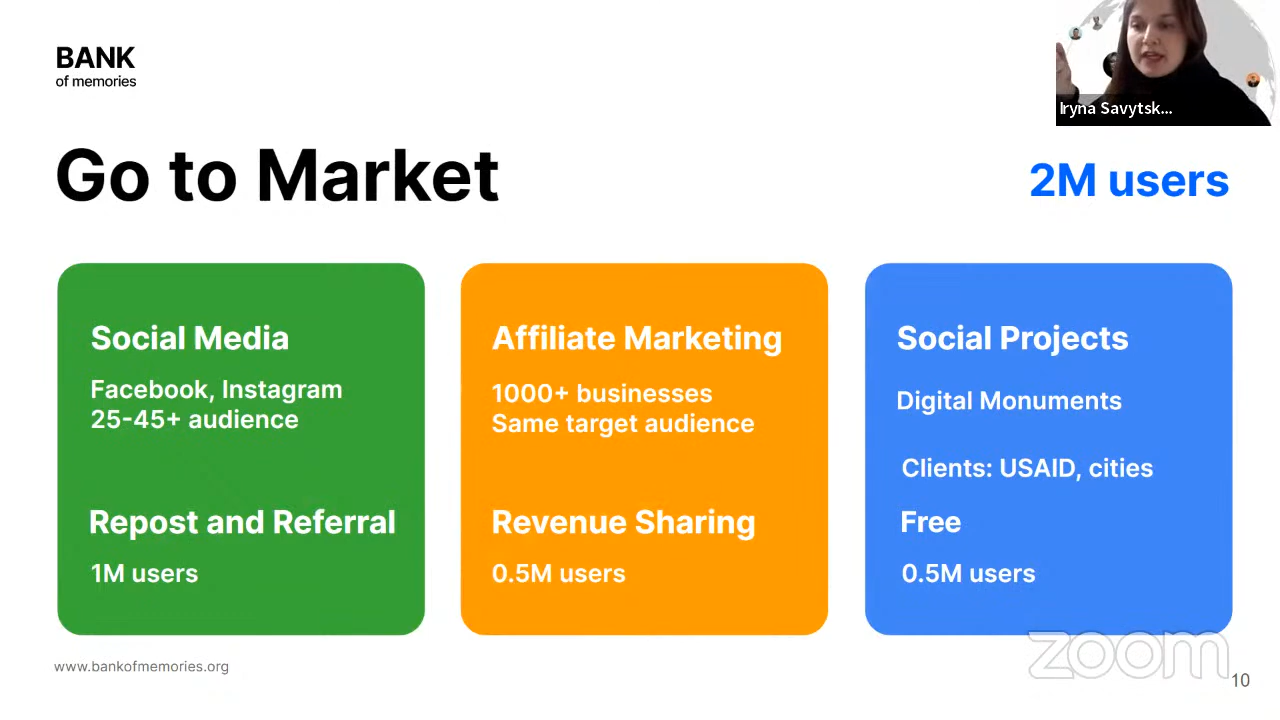 BANK
of memories
Iryna Savytsk...
Go to Market
2M users
Social Media
Facebook, Instagram
25-45+ audience
Repost and Referral
1M users
Affiliate Marketing
1000+ businesses
Same target audience
Revenue Sharing
0.5M users
Social Projects
Digital Monuments
Clients: USAID, cities
Free
0.5M users
www.bankofmemories.org
zoom
10